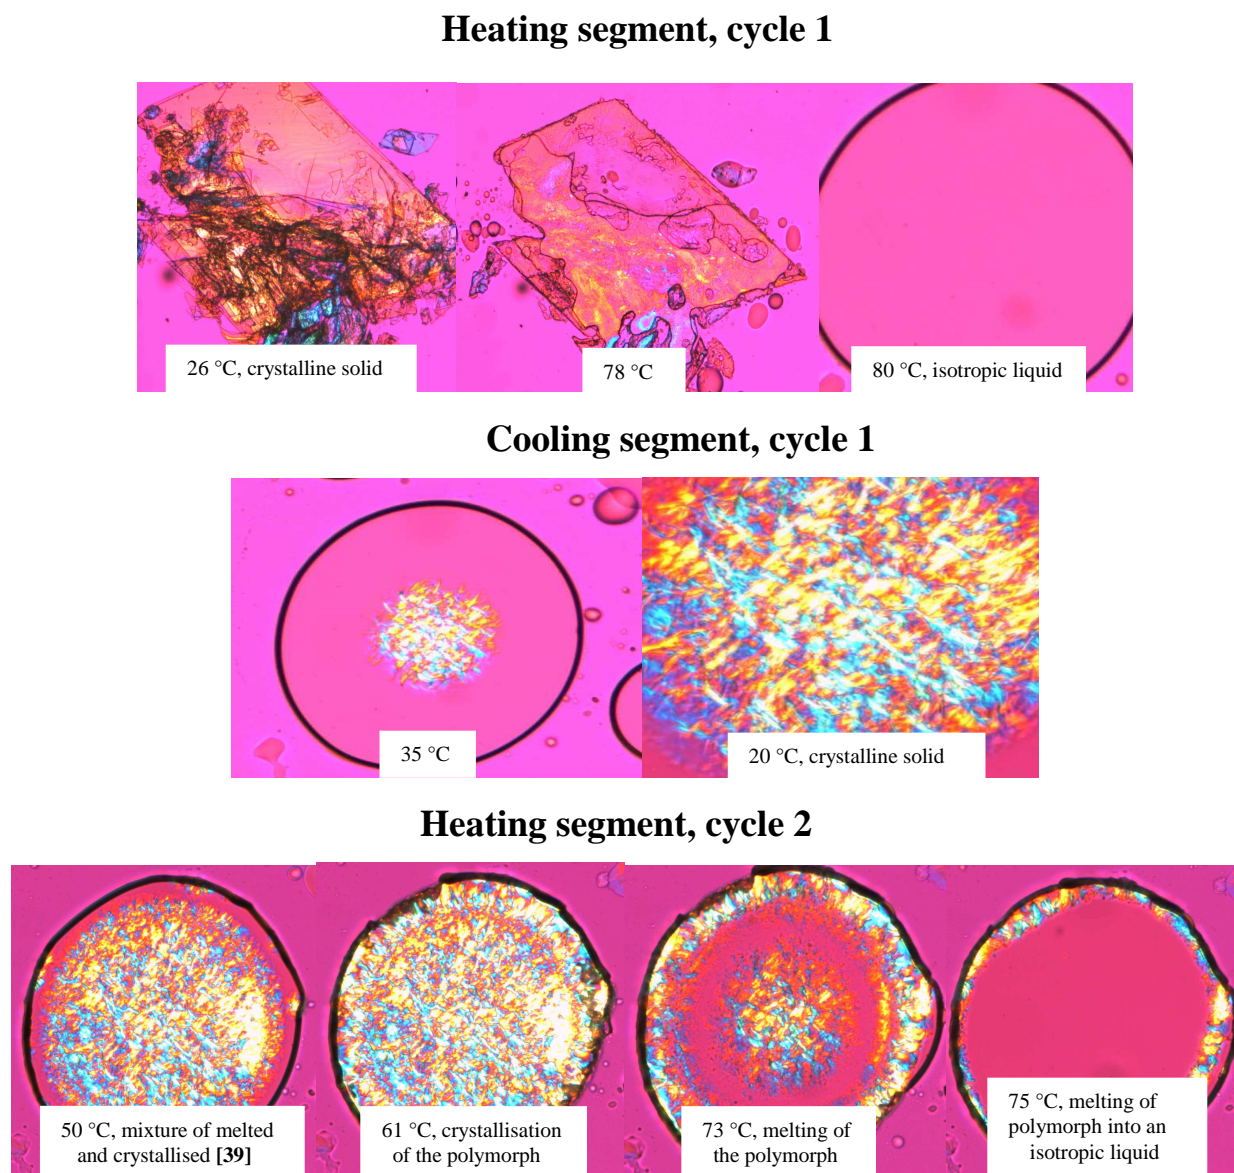 Heating segment, cycle 1
26 °C, crystalline solid
78 °C
80 °C, isotropic liquid
Cooling segment, cycle 1
35 °C
20 °C, crystalline solid
Heating segment, cycle 2
50 °C, mixture of melted
and crystallised [39]
61 °C, crystallisation
of the polymorph
73 °C, melting of
the polymorph
75 °C, melting of
polymorph into an
isotropic liquid